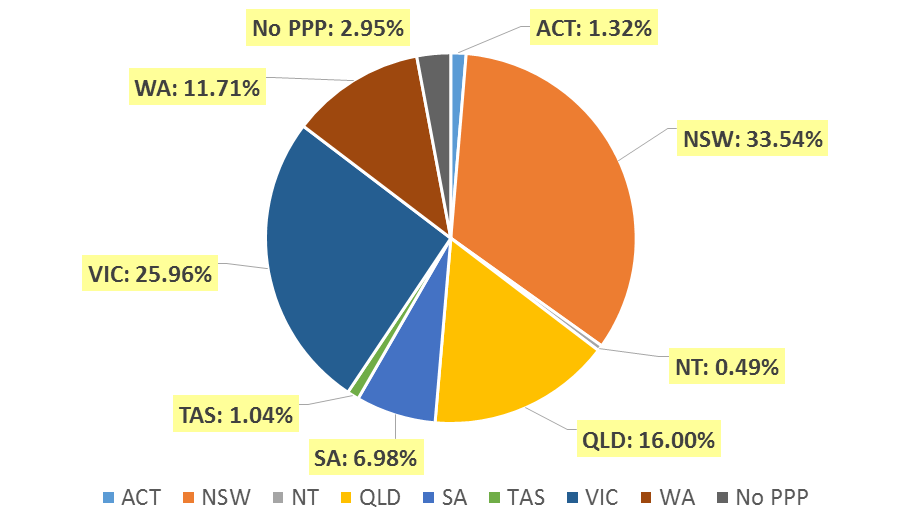 No PPP: 2.95%
ACT: 1.32%
WA: 11.71%
NSW: 33.54%
VIC: 25.96%
NT: 0.49%
TAS: 1.04%
QLD: 16.00%
SA: 6.98%
ACT NSW NT QLD SA TAS VIC WA No PPP